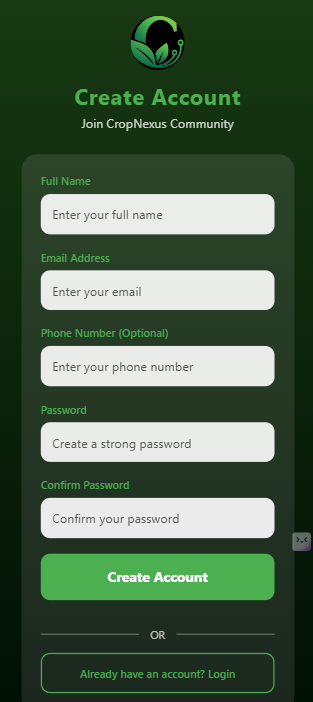 Create Account
Join CropNexus Community
Full Name
Enter your full name
Email Address
Enter your email
Phone Number (Optional)
Enter your phone number
Password
Create a strong password
Confirm Password
Confirm your password
Create Account
OR
Already have an account? Login